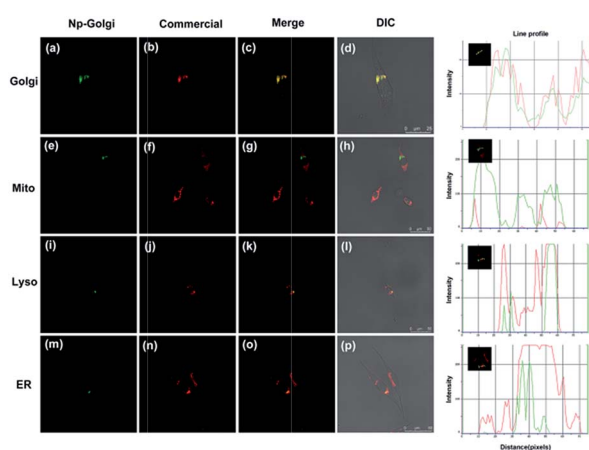 Np-Golgi Commercial Merge DIC Line profile
Golgi (a) (b) (c) (d) Intensity
Mito (e) (f) (g) (h) Intensity
Lyso (i) (j) (k) (l) Intensity
ER (m) (n) (o) (p) Intensity
Distance(pixels)